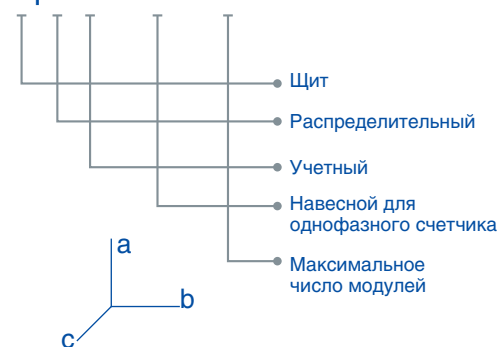 Щит
Распределительный
Учетный
Навесной для
однофазного счетчика
Максимальное
число модулей
a
b
c